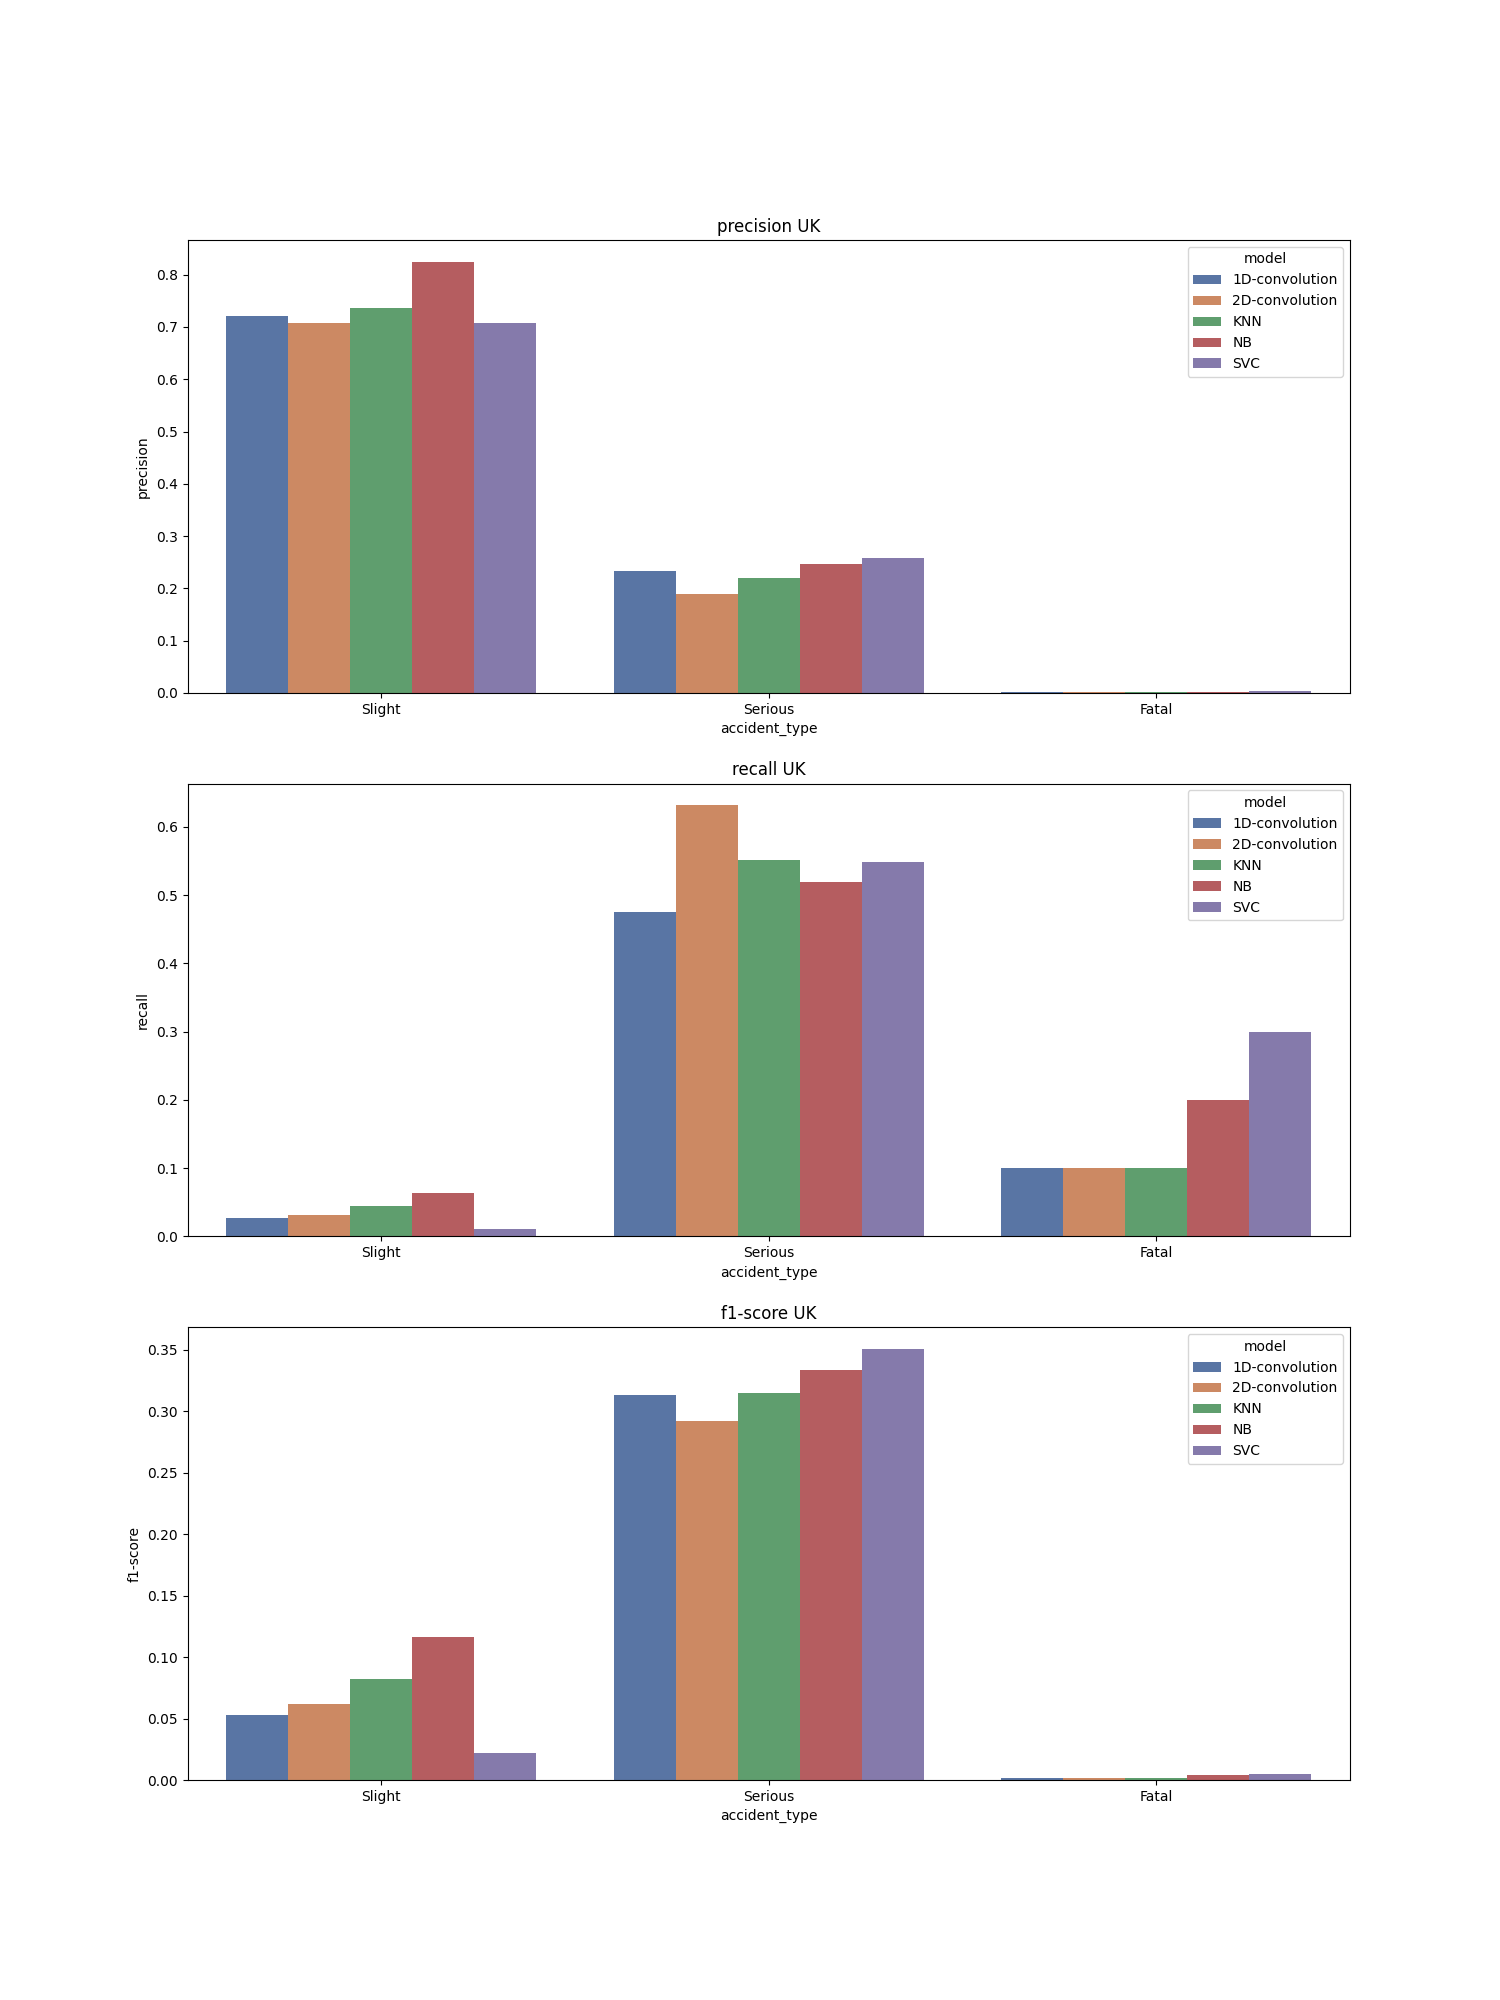 precision UK
model
1D-convolution
2D-convolution
KNN
NB
SVC
0.8
0.7
0.6
0.5
0.4
0.3
0.2
0.1
0.0
precision
Slight
Serious
Fatal
accident_type
recall UK
model
1D-convolution
2D-convolution
KNN
NB
SVC
0.6
0.5
0.4
0.3
0.2
0.1
0.0
recall
Slight
Serious
Fatal
accident_type
f1-score UK
model
1D-convolution
2D-convolution
KNN
NB
SVC
0.35
0.30
0.25
0.20
0.15
0.10
0.05
0.00
f1-score
Slight
Serious
Fatal
accident_type